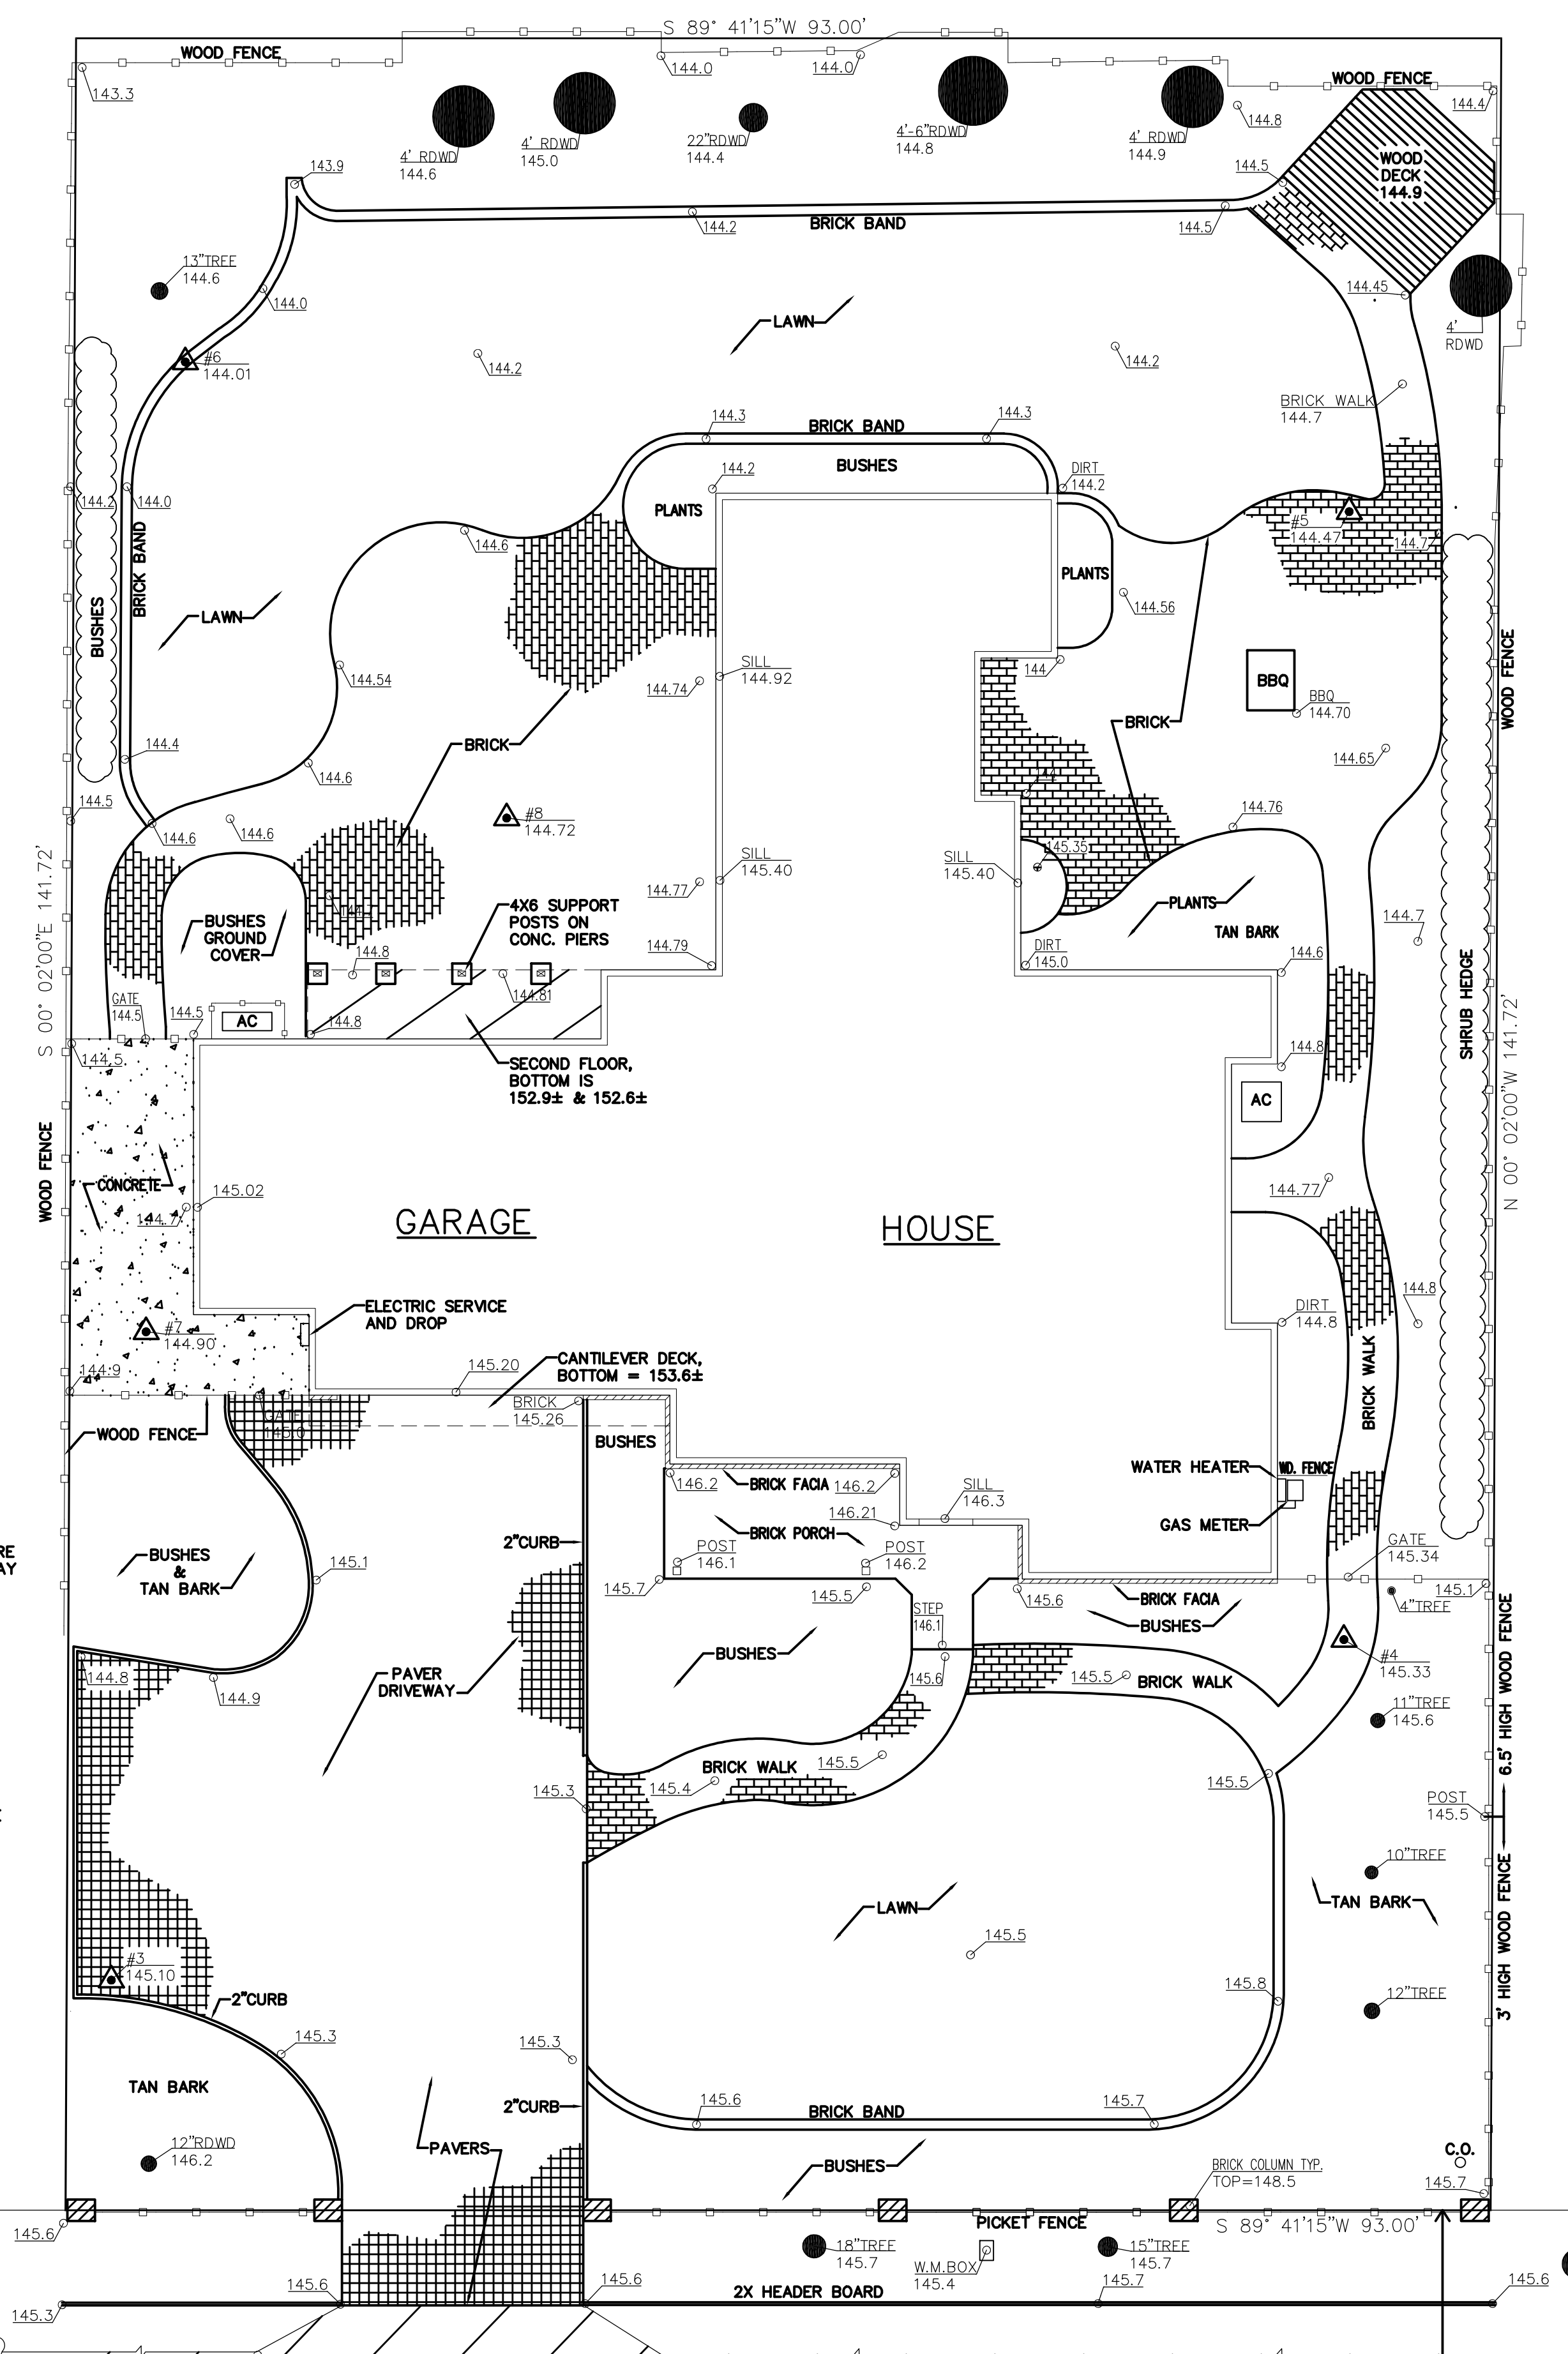 S 89° 41'15"W 93.00'
WOOD FENCE
144.0
144.0
143.3
WOOD FENCE
144.4
144.8
4' RDWD
144.6
4' RDWD
145.0
22"RDWD
144.4
4'-6"RDWD
144.8
4' RDWD
144.9
WOOD
DECK
144.9
143.9
144.5
144.2
BRICK BAND
144.5
13"TREE
144.6
144.0
144.45
LAWN
4'
RDWD
#6
144.01
144.2
144.2
BRICK WALK
144.7
144.3
BRICK BAND
144.3
BUSHES
144.2
DIRT
144.2
144.2
144.0
PLANTS
#5
144.47
144.7
BRICK BAND
144.6
BUSHES
LAWN
PLANTS
144.56
WOOD FENCE
144.54
SILL
144.92
144.74
144.
BBQ
BBQ
144.70
BRICK
BRICK
144.4
144.6
144.65
144.5
144.6
144.6
#8
144.72
144.76
S 00° 02'00"E 141.72'
SILL
145.40
144.77
SILL
145.40
145.35
BUSHES
GROUND
COVER
4X6 SUPPORT
POSTS ON
CONC. PIERS
PLANTS
TAN BARK
144.7
SHRUB HEDGE
144.8
144.79
DIRT
145.0
144.6
GATE
144.5
144.5
AC
144.81
144.8
144.5
SECOND FLOOR,
BOTTOM IS
152.9± & 152.6±
144.8
AC
N 00° 02'00"W 141.72'
WOOD FENCE
CONCRETE
144.7
145.02
144.77
GARAGE
HOUSE
144.8
#7
144.90
ELECTRIC SERVICE
AND DROP
DIRT
144.8
144.9
145.20
CANTILEVER DECK,
BOTTOM = 153.6±
BRICK
145.26
GATE
145.0
WOOD FENCE
BUSHES
BRICK WALK
146.2
BRICK FACIA
146.2
SILL
146.3
WATER HEATER
WD. FENCE
GAS METER
146.21
BRICK PORCH
2"CURB
POST
146.1
POST
146.2
GATE
145.34
RE
AY
BUSHES
&
TAN BARK
145.1
145.7
145.5
145.6
BRICK FACIA
BUSHES
145.1
4"TREE
STEP
146.1
#4
145.33
144.8
144.9
PAVER
DRIVEWAY
BUSHES
145.6
145.5
BRICK WALK
11"TREE
145.6
6.5' HIGH WOOD FENCE
BRICK WALK
145.3
145.4
145.5
145.5
POST
145.5
10"TREE
TAN BARK
3' HIGH WOOD FENCE
LAWN
145.5
#3
145.10
2"CURB
145.8
12"TREE
145.3
145.3
TAN BARK
2"CURB
145.6
BRICK BAND
145.7
12"RDWD
146.2
PAVERS
BUSHES
BRICK COLUMN TYP.
TOP=148.5
C.O.
145.7
145.6
PICKET FENCE
S 89° 41'15"W 93.00'
18"TREE
145.7
W.M.BOX
145.4
15"TREE
145.7
145.3
145.6
145.6
2X HEADER BOARD
145.7
145.6